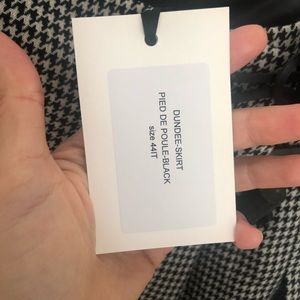 DUNDEE-SKIRT
PIED DE POULE-BLACK
size 44IT